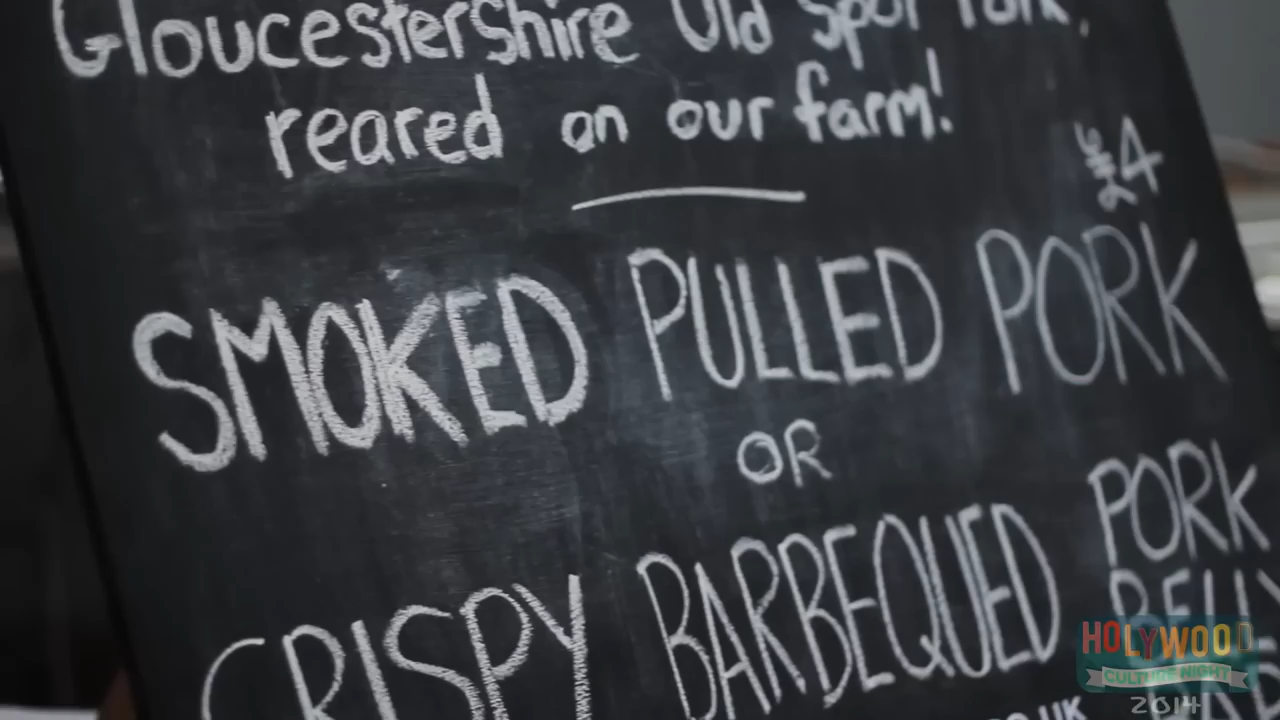 Gloucestershire Old Spot Pork,
reared on our farm!
£4
SMOKED PULLED PORK
OR
CRISPY BARBEQUED PORK
BELLY
HOLYWOOD
CULTURE NIGHT
2014